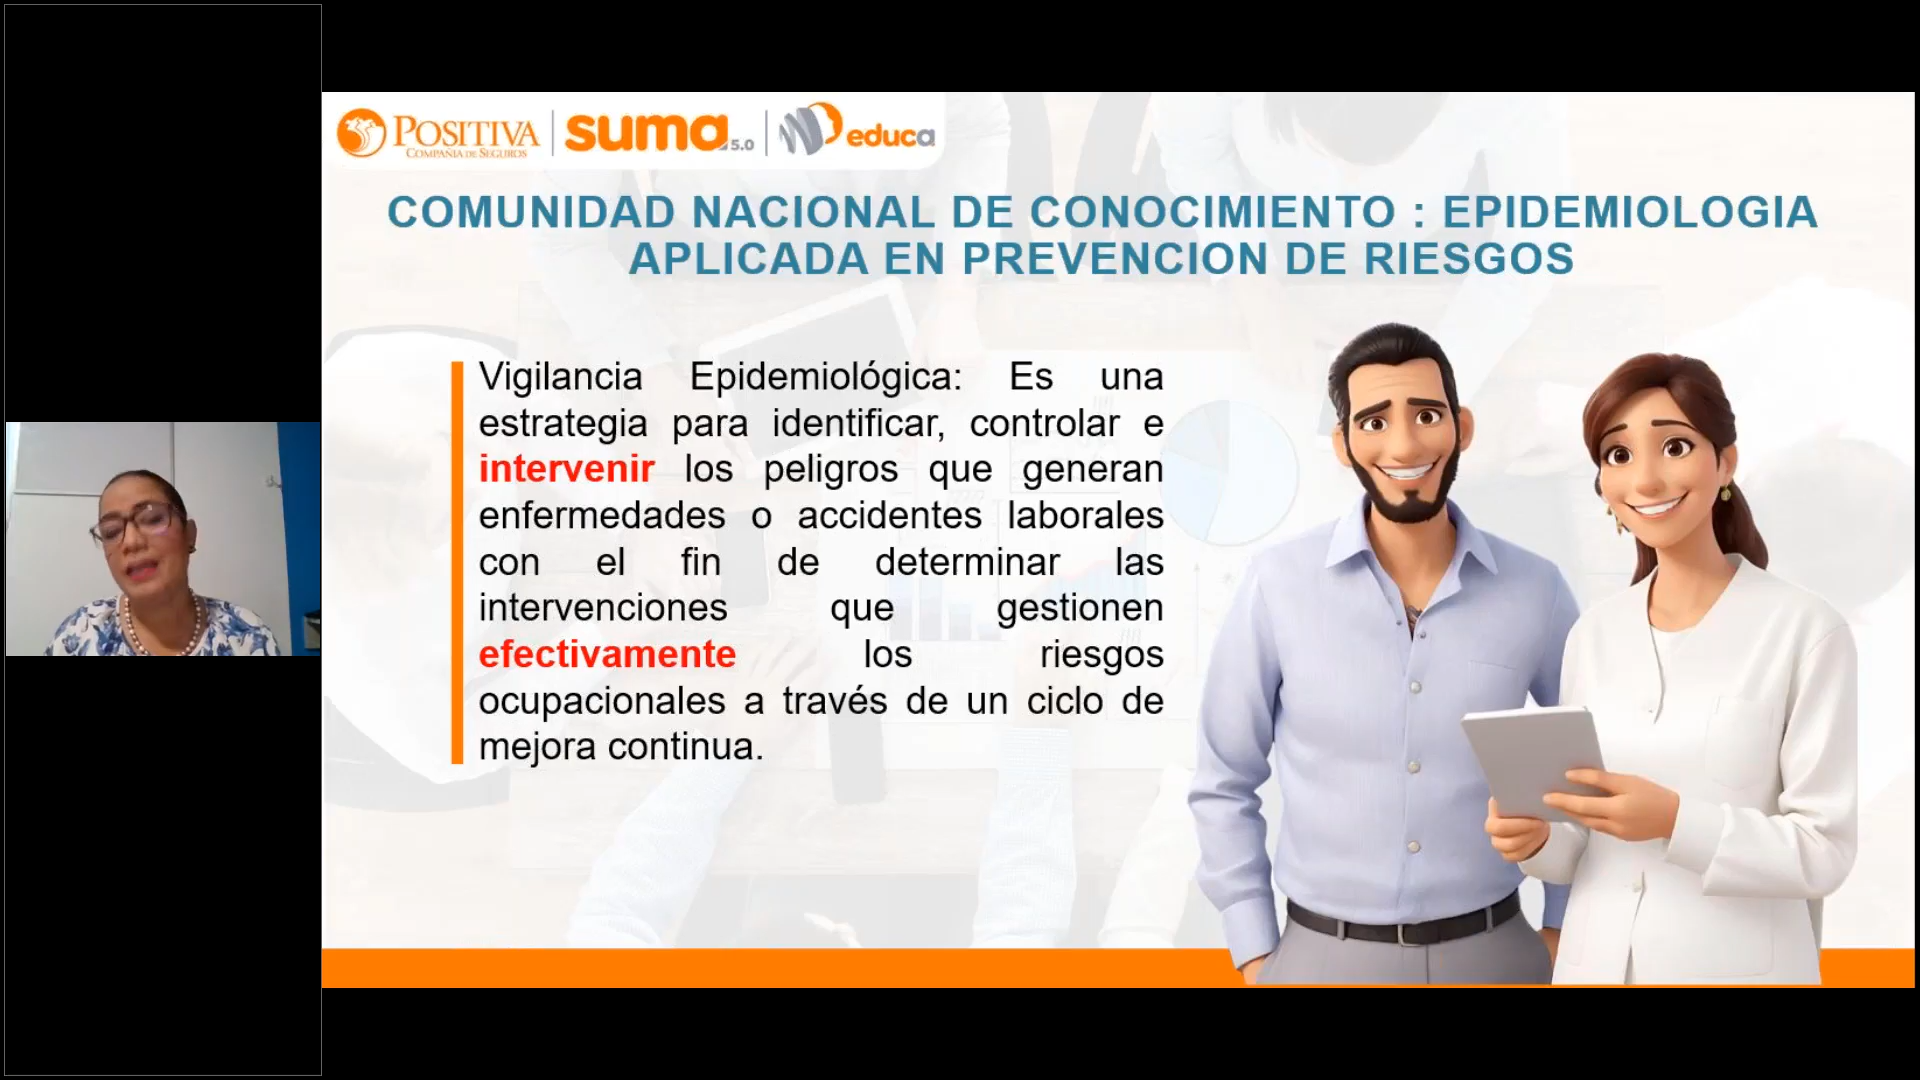 POSITIVA
COMPAÑIA DE SEGUROS
suma 5.0
educa
COMUNIDAD NACIONAL DE CONOCIMIENTO : EPIDEMIOLOGIA
APLICADA EN PREVENCION DE RIESGOS
Vigilancia Epidemiológica: Es una
estrategia para identificar, controlar e
intervenir los peligros que generan
enfermedades o accidentes laborales
con el fin de determinar las
intervenciones que gestionen
efectivamente los riesgos
ocupacionales a través de un ciclo de
mejora continua.